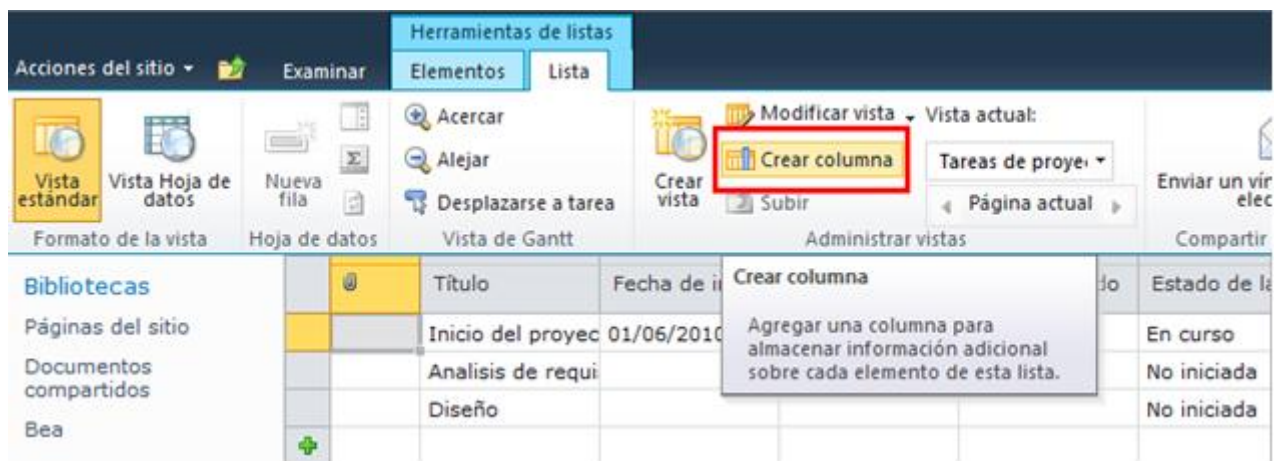 Herramientas de listas
Acciones del sitio
Examinar
Elementos
Lista
Vista estándar
Vista Hoja de datos
Nueva fila
Acercar
Alejar
Desplazarse a tarea
Crear vista
Modificar vista
Crear columna
Subir
Vista actual:
Tareas de proye
Página actual
Enviar un vín
elec
Formato de la vista
Hoja de datos
Vista de Gantt
Administrar vistas
Compartir
Bibliotecas
Páginas del sitio
Documentos
compartidos
Bea
Título
Fecha de i
Estado de la
Inicio del proyec
01/06/2010
En curso
Analisis de requi
No iniciada
Diseño
No iniciada
Crear columna
Agregar una columna para
almacenar información adicional
sobre cada elemento de esta lista.